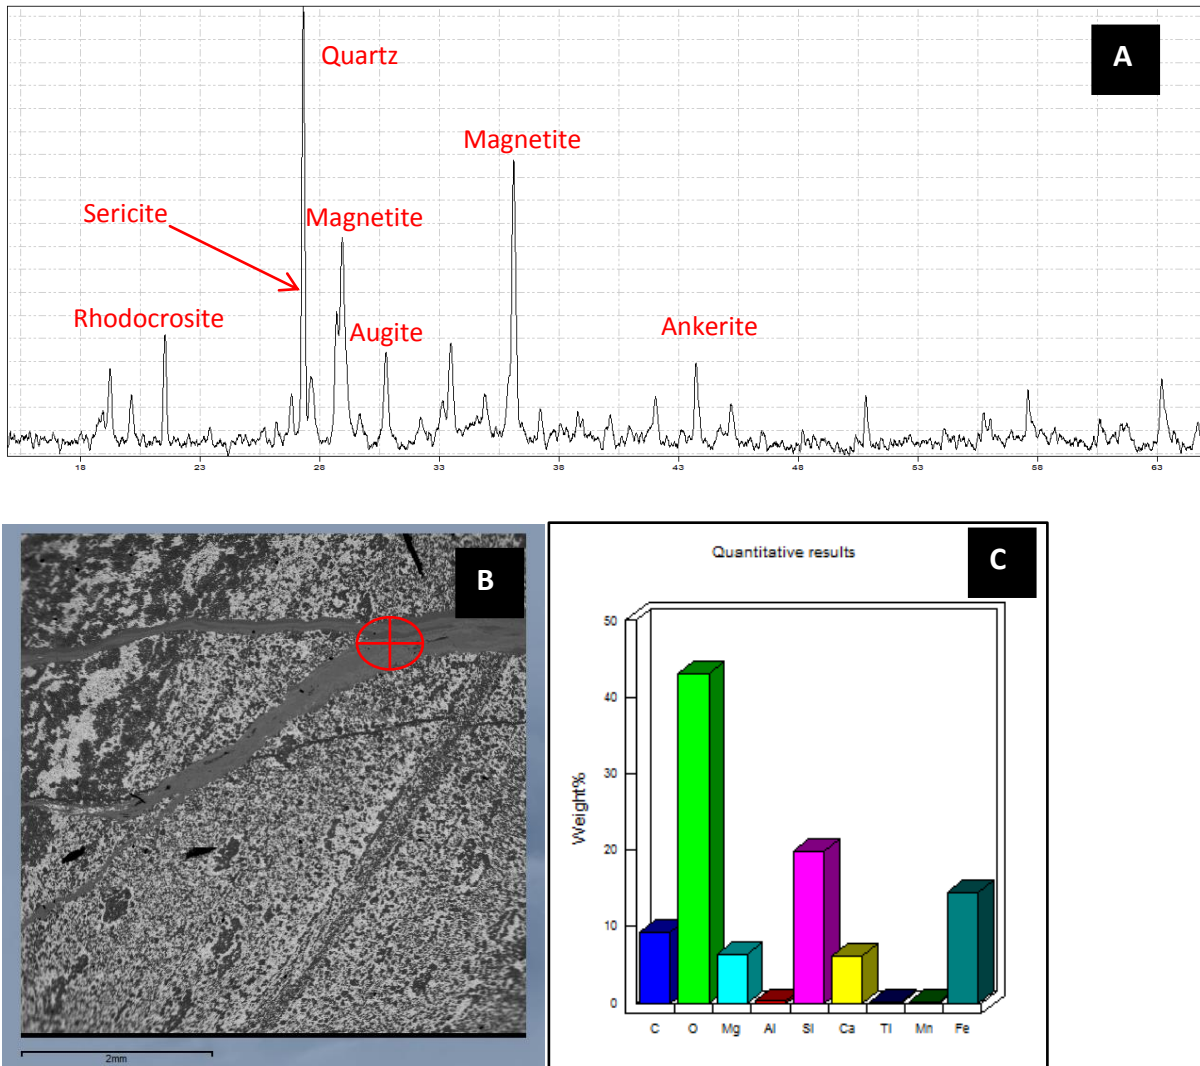 A
Quartz
Magnetite
Sericite
Magnetite
Rhodocrosite
Augite
Ankerite
18 23 28 33 38 43 48 53 58 63
B
2mm
C
Quantitative results
Weight%
50
40
30
20
10
0
C O Mg Al Si Ca Ti Mn Fe